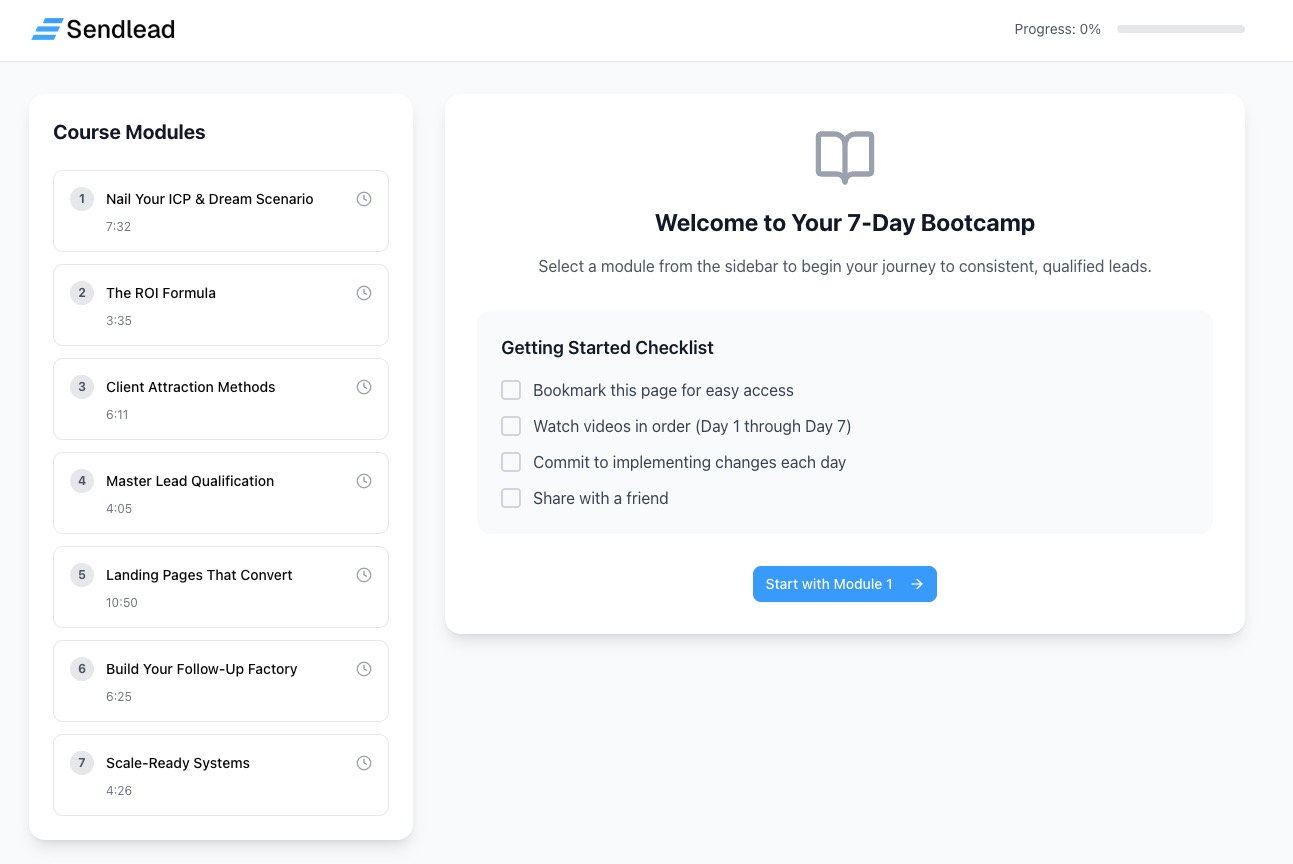 Sendlead
Progress: 0%
Course Modules
1 Nail Your ICP & Dream Scenario
7:32
2 The ROI Formula
3:35
3 Client Attraction Methods
6:11
4 Master Lead Qualification
4:05
5 Landing Pages That Convert
10:50
6 Build Your Follow-Up Factory
6:25
7 Scale-Ready Systems
4:26
Welcome to Your 7-Day Bootcamp
Select a module from the sidebar to begin your journey to consistent, qualified leads.
Getting Started Checklist
Bookmark this page for easy access
Watch videos in order (Day 1 through Day 7)
Commit to implementing changes each day
Share with a friend
Start with Module 1